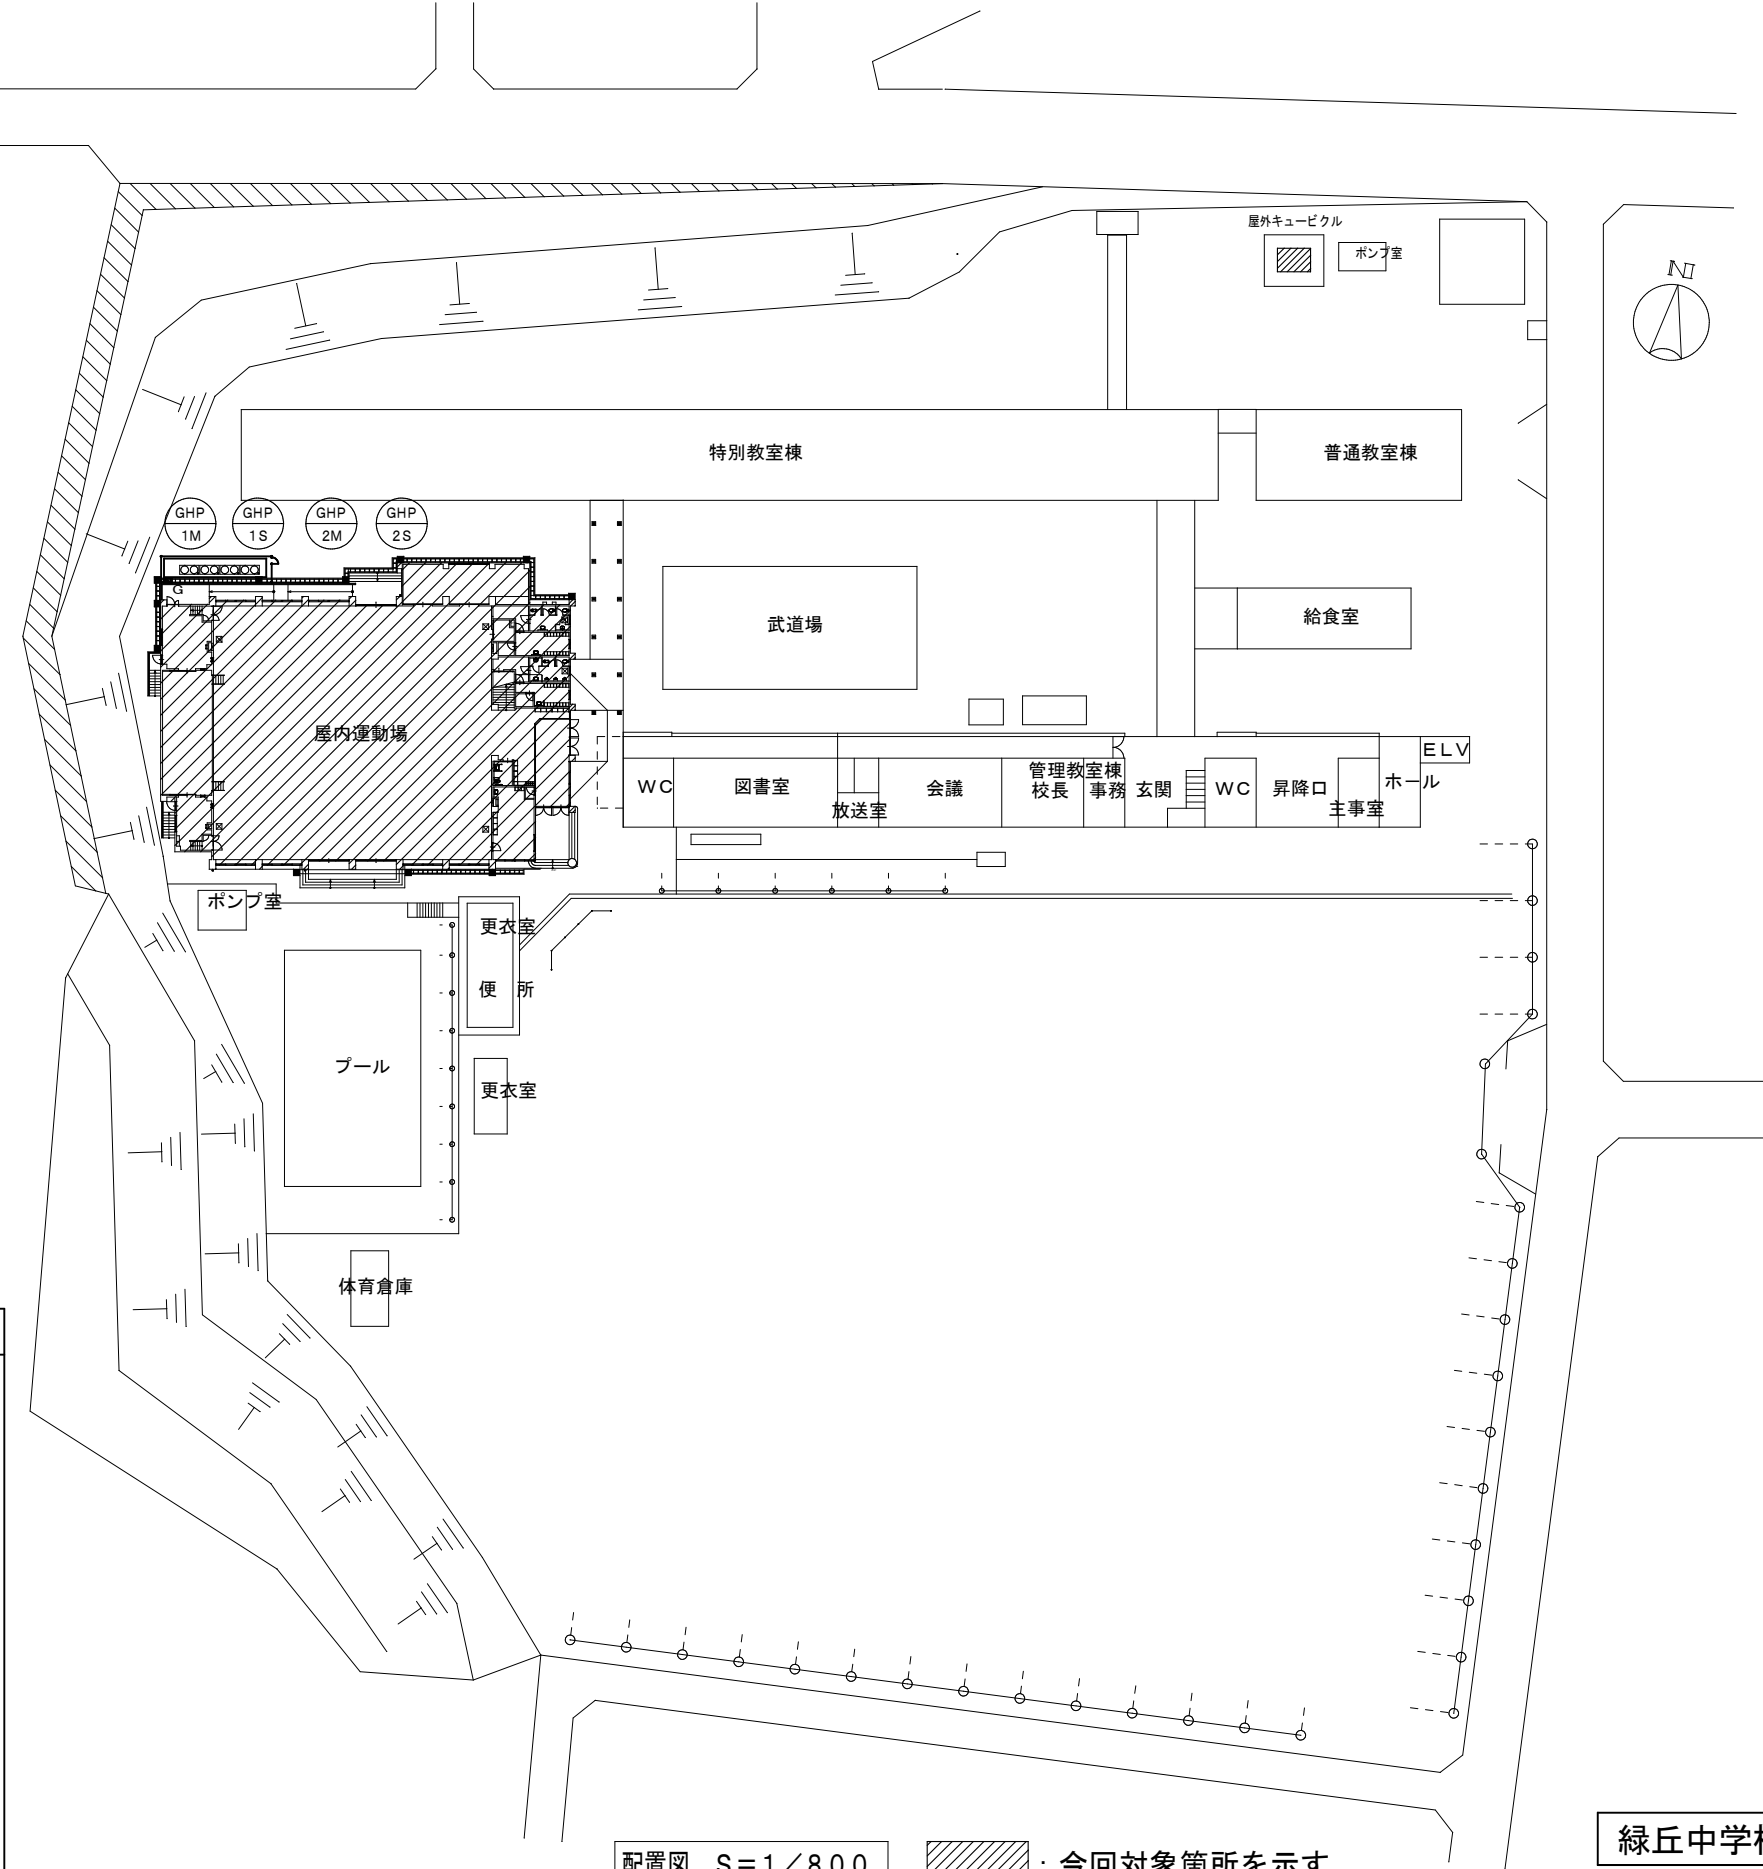 屋外キュービクル
ポンプ室
N
特別教室棟
普通教室棟
GHP 1M
GHP 1S
GHP 2M
GHP 2S
G
武道場
給食室
屋内運動場
ELV
WC
図書室
放送室
会議
管理教室棟
校長
事務
玄関
WC
昇降口
主事室
ホール
ポンプ室
更衣室
便 所
プール
更衣室
体育倉庫
配置図 S=1/800
:今回対象箇所を示す
緑丘中学校